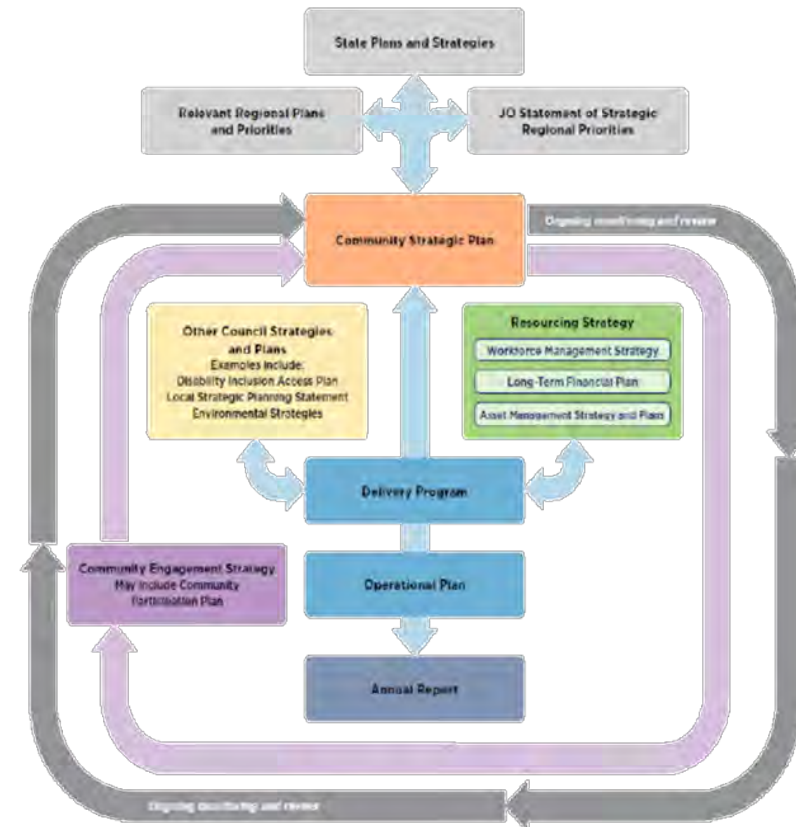 State Plans and Strategies
Relevant Regional Plans
and Priorities
JO Statement of Strategic
Regional Priorities
Community Strategic Plan
Ongoing monitoring and review
Other Council Strategies
and Plans
Examples include:
Disability Inclusion Access Plan
Local Strategic Planning Statement
Environmental Strategies
Resourcing Strategy
Workforce Management Strategy
Long-Term Financial Plan
Asset Management Strategy and Plans
Delivery Program
Community Engagement Strategy
May include Community
Participation Plan
Operational Plan
Annual Report
Ongoing monitoring and review